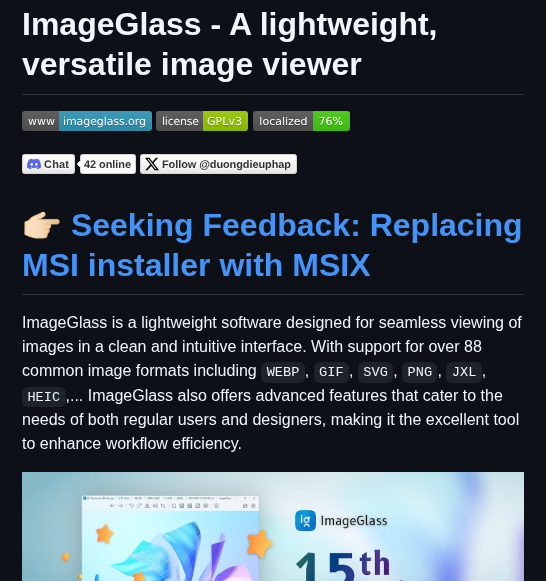 ImageGlass - A lightweight,
versatile image viewer
www imageglass.org license GPLv3 localized 76%
Chat 42 online Follow @duongdieuphap
Seeking Feedback: Replacing
MSI installer with MSIX
ImageGlass is a lightweight software designed for seamless viewing of
images in a clean and intuitive interface. With support for over 88
common image formats including WEBP, GIF, SVG, PNG, JXL,
HEIC,... ImageGlass also offers advanced features that cater to the
needs of both regular users and designers, making it the excellent tool
to enhance workflow efficiency.
ImageGlass
15th